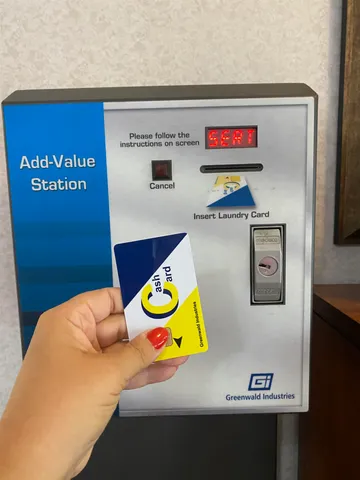 Add-Value
Station
Please follow the
instructions on screen
Cancel
Insert Laundry Card
Cash
Card
Greenwald Industries
Gi
Greenwald Industries